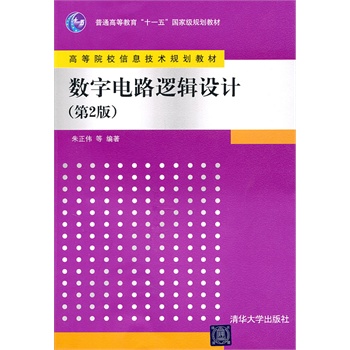 普通高等教育“十一五”国家级规划教材
高等院校信息技术规划教材
数字电路逻辑设计
(第2版)
朱正伟 等 编著
清华大学出版社